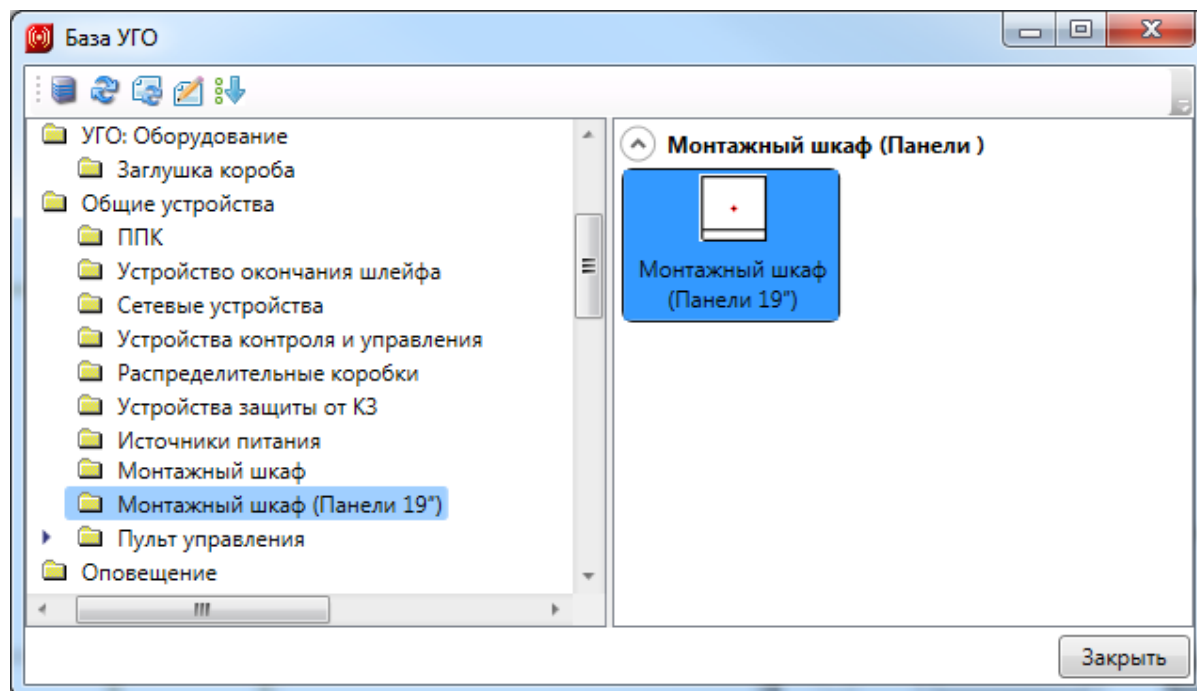 База УГО
УГО: Оборудование
Заглушка короба
Общие устройства
ППК
Устройство окончания шлейфа
Сетевые устройства
Устройства контроля и управления
Распределительные коробки
Устройства защиты от КЗ
Источники питания
Монтажный шкаф
Монтажный шкаф (Панели 19")
Пульт управления
Оповещение
Монтажный шкаф (Панели )
Монтажный шкаф
(Панели 19")
Закрыть